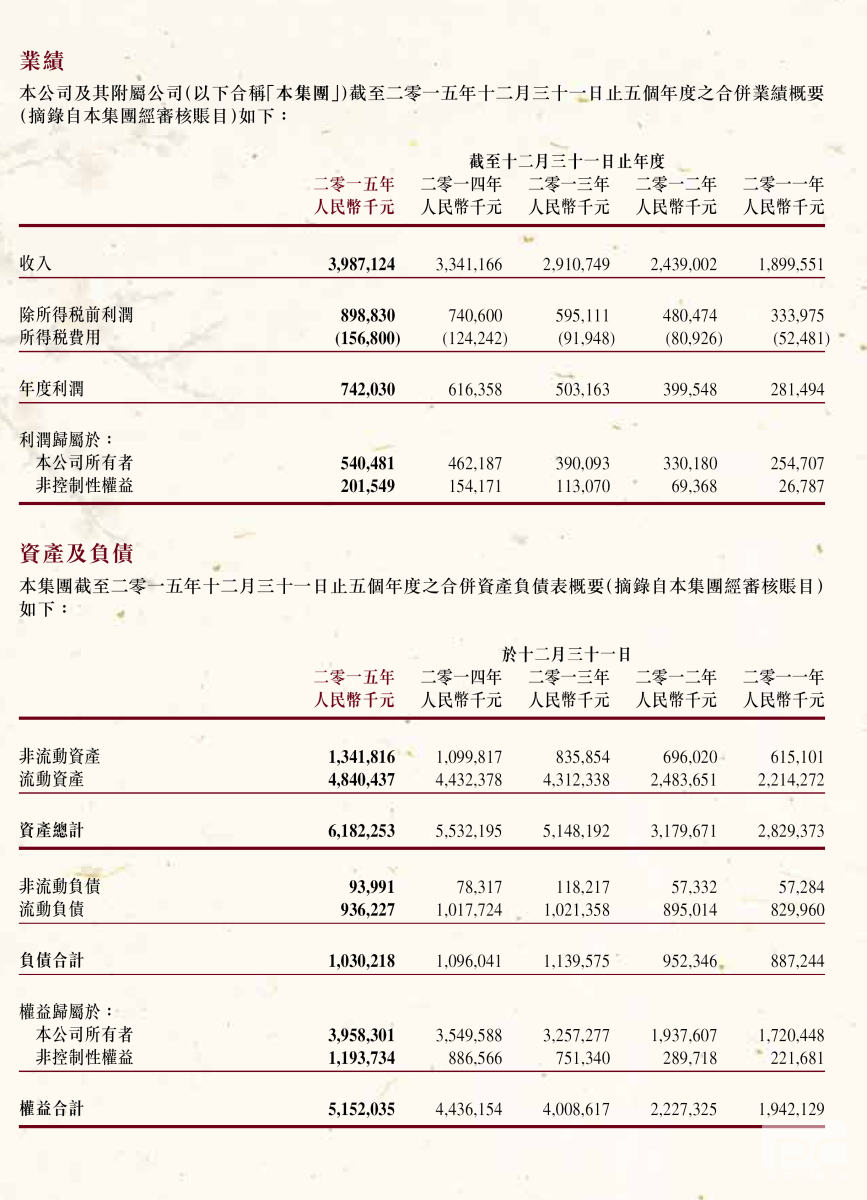 業績
本公司及其附屬公司(以下合稱「本集團」)截至二零一五年十二月三十一日止五個年度之合併業績概要
(摘錄自本集團經審核賬目)如下：
截至十二月三十一日止年度
二零一五年 二零一四年 二零一三年 二零一二年 二零一一年
人民幣千元 人民幣千元 人民幣千元 人民幣千元 人民幣千元
收入 3,987,124 3,341,166 2,910,749 2,439,002 1,899,551
除所得税前利潤 898,830 740,600 595,111 480,474 333,975
所得税費用 (156,800) (124,242) (91,948) (80,926) (52,481)
年度利潤 742,030 616,358 503,163 399,548 281,494
利潤歸屬於：
本公司所有者 540,481 462,187 390,093 330,180 254,707
非控制性權益 201,549 154,171 113,070 69,368 26,787
資產及負債
本集團截至二零一五年十二月三十一日止五個年度之合併資產負債表概要(摘錄自本集團經審核賬目)
如下：
於十二月三十一日
二零一五年 二零一四年 二零一三年 二零一二年 二零一一年
人民幣千元 人民幣千元 人民幣千元 人民幣千元 人民幣千元
非流動資產 1,341,816 1,099,817 835,854 696,020 615,101
流動資產 4,840,437 4,432,378 4,312,338 2,483,651 2,214,272
資產總計 6,182,253 5,532,195 5,148,192 3,179,671 2,829,373
非流動負債 93,991 78,317 118,217 57,332 57,284
流動負債 936,227 1,017,724 1,021,358 895,014 829,960
負債合計 1,030,218 1,096,041 1,139,575 952,346 887,244
權益歸屬於：
本公司所有者 3,958,301 3,549,588 3,257,277 1,937,607 1,720,448
非控制性權益 1,193,734 886,566 751,340 289,718 221,681
權益合計 5,152,035 4,436,154 4,008,617 2,227,325 1,942,129